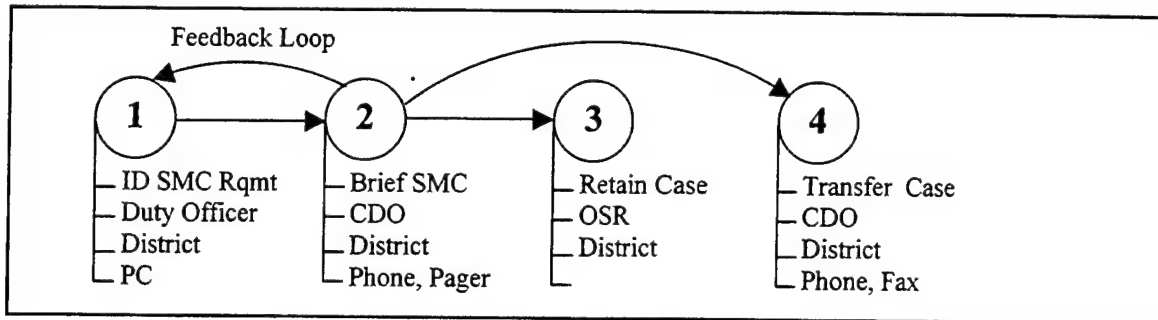 Feedback Loop
1
2
3
4
ID SMC Rqmt
Duty Officer
District
PC
Brief SMC
CDO
District
Phone, Pager
Retain Case
OSR
District
Transfer Case
CDO
District
Phone, Fax